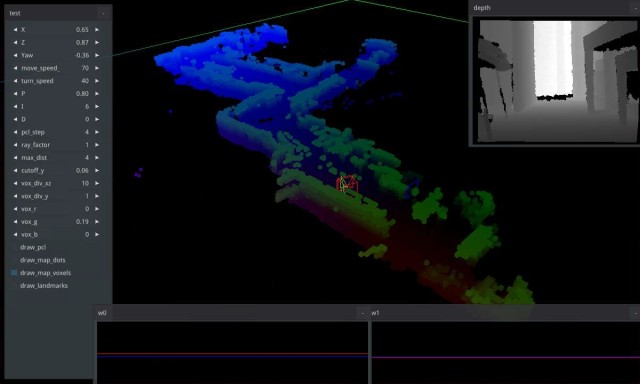 test
X 0.65
Z 0.87
Yaw -0.36
move_speed_ 70
turn_speed 40
P 0.80
I 6
D 0
pcl_step 4
ray_factor 1
max_dist 4
cutoff_y 0.06
vox_div_xz 10
vox_div_y 1
vox_r 0
vox_g 0.19
vox_b 0
draw_pcl
draw_map_dots
draw_map_voxels
draw_landmarks
depth
w0
w1